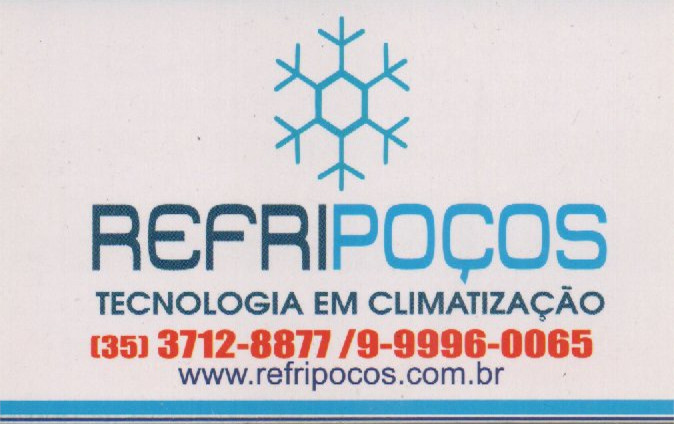 REFRIPOÇOS
TECNOLOGIA EM CLIMATIZAÇÃO
(35) 3712-8877 /9-9996-0065
www.refripocos.com.br